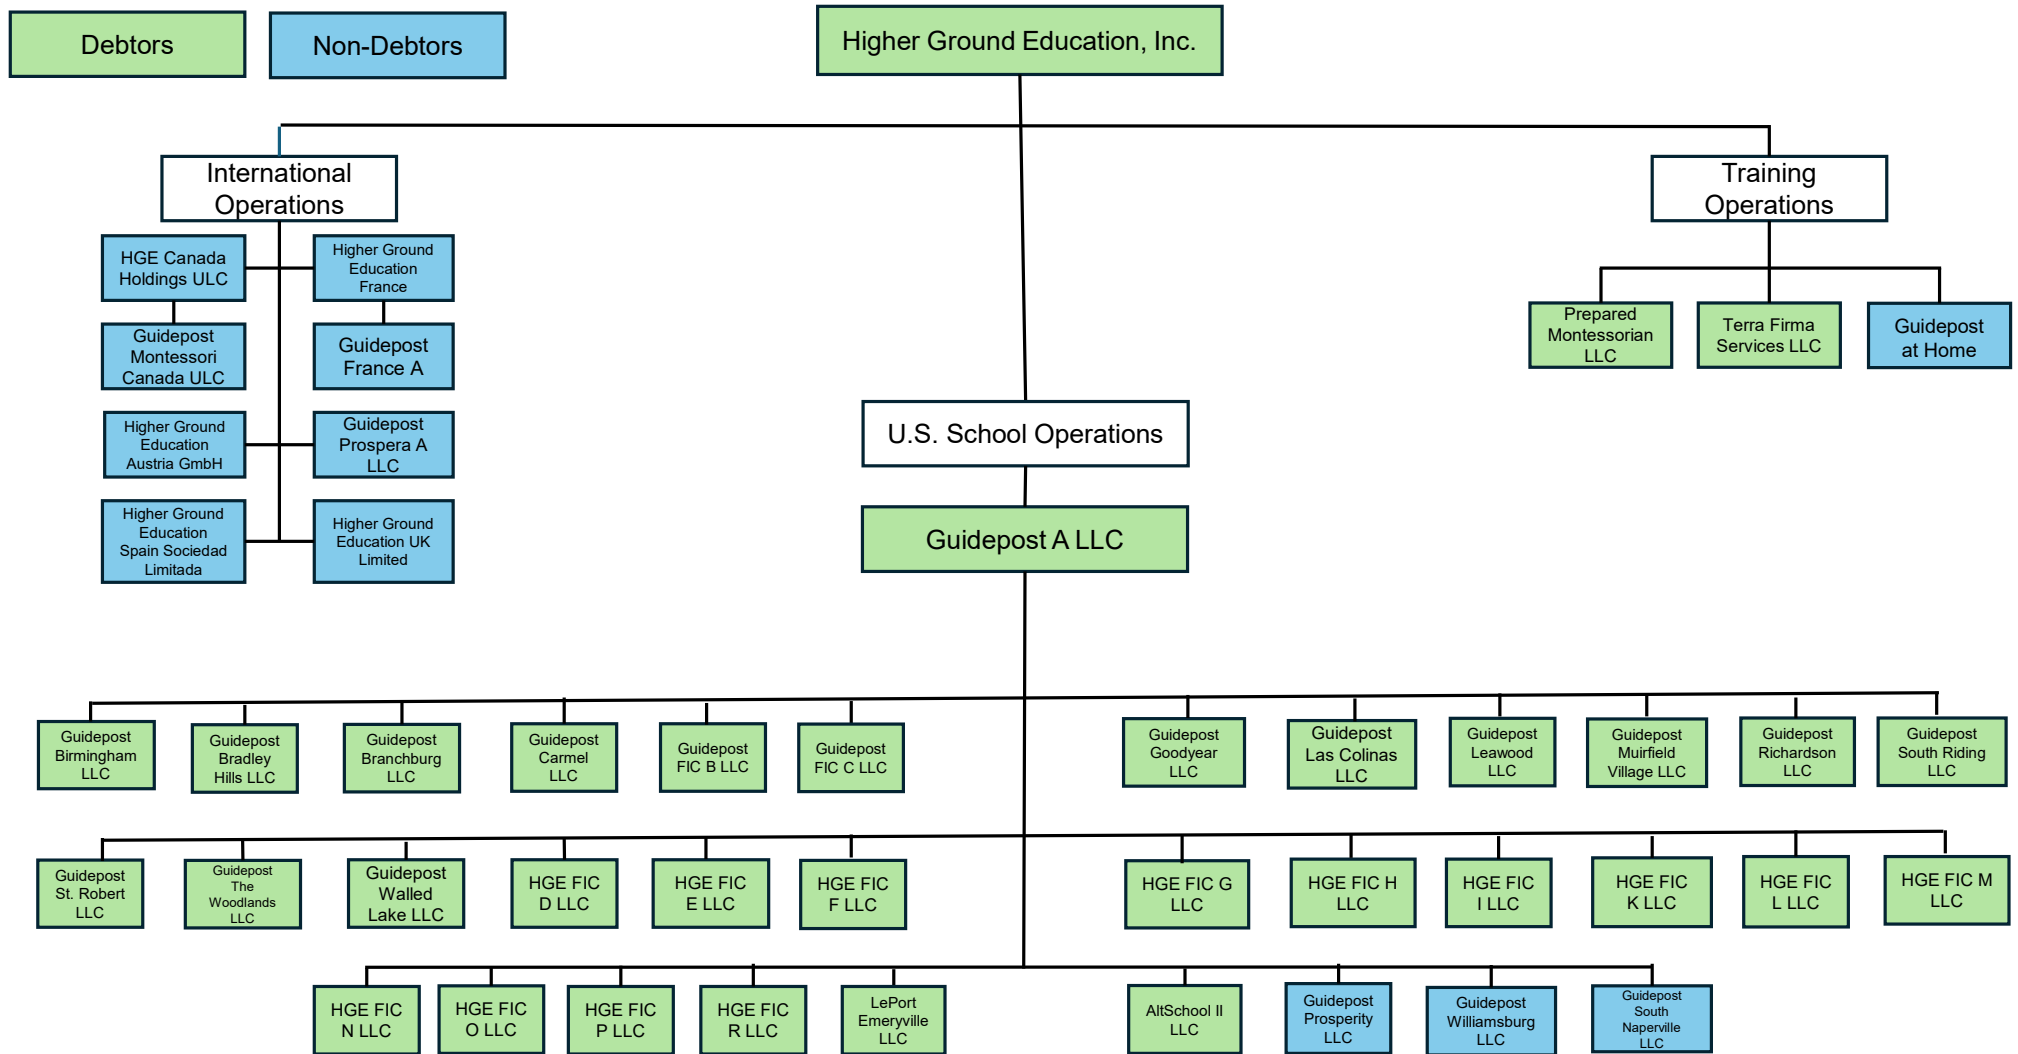 Debtors
Non-Debtors
Higher Ground Education, Inc.
International
Operations
Training
Operations
HGE Canada
Holdings ULC
Higher Ground
Education
France
Guidepost
Montessori
Canada ULC
Guidepost
France A
Higher Ground
Education
Austria GmbH
Guidepost
Prospera A
LLC
Higher Ground
Education
Spain Sociedad
Limitada
Higher Ground
Education UK
Limited
Prepared
Montessorian
LLC
Terra Firma
Services LLC
Guidepost
at Home
U.S. School Operations
Guidepost A LLC
Guidepost
Birmingham
LLC
Guidepost
Bradley
Hills LLC
Guidepost
Branchburg
LLC
Guidepost
Carmel
LLC
Guidepost
FIC B LLC
Guidepost
FIC C LLC
Guidepost
Goodyear
LLC
Guidepost
Las Colinas
LLC
Guidepost
Leawood
LLC
Guidepost
Muirfield
Village LLC
Guidepost
Richardson
LLC
Guidepost
South Riding
LLC
Guidepost
St. Robert
LLC
Guidepost
The
Woodlands
LLC
Guidepost
Walled
Lake LLC
HGE FIC
D LLC
HGE FIC
E LLC
HGE FIC
F LLC
HGE FIC G
LLC
HGE FIC H
LLC
HGE FIC
I LLC
HGE FIC
K LLC
HGE FIC
L LLC
HGE FIC M
LLC
HGE FIC
N LLC
HGE FIC
O LLC
HGE FIC
P LLC
HGE FIC
R LLC
LePort
Emeryville
LLC
AltSchool II
LLC
Guidepost
Prosperity
LLC
Guidepost
Williamsburg
LLC
Guidepost
South
Naperville
LLC